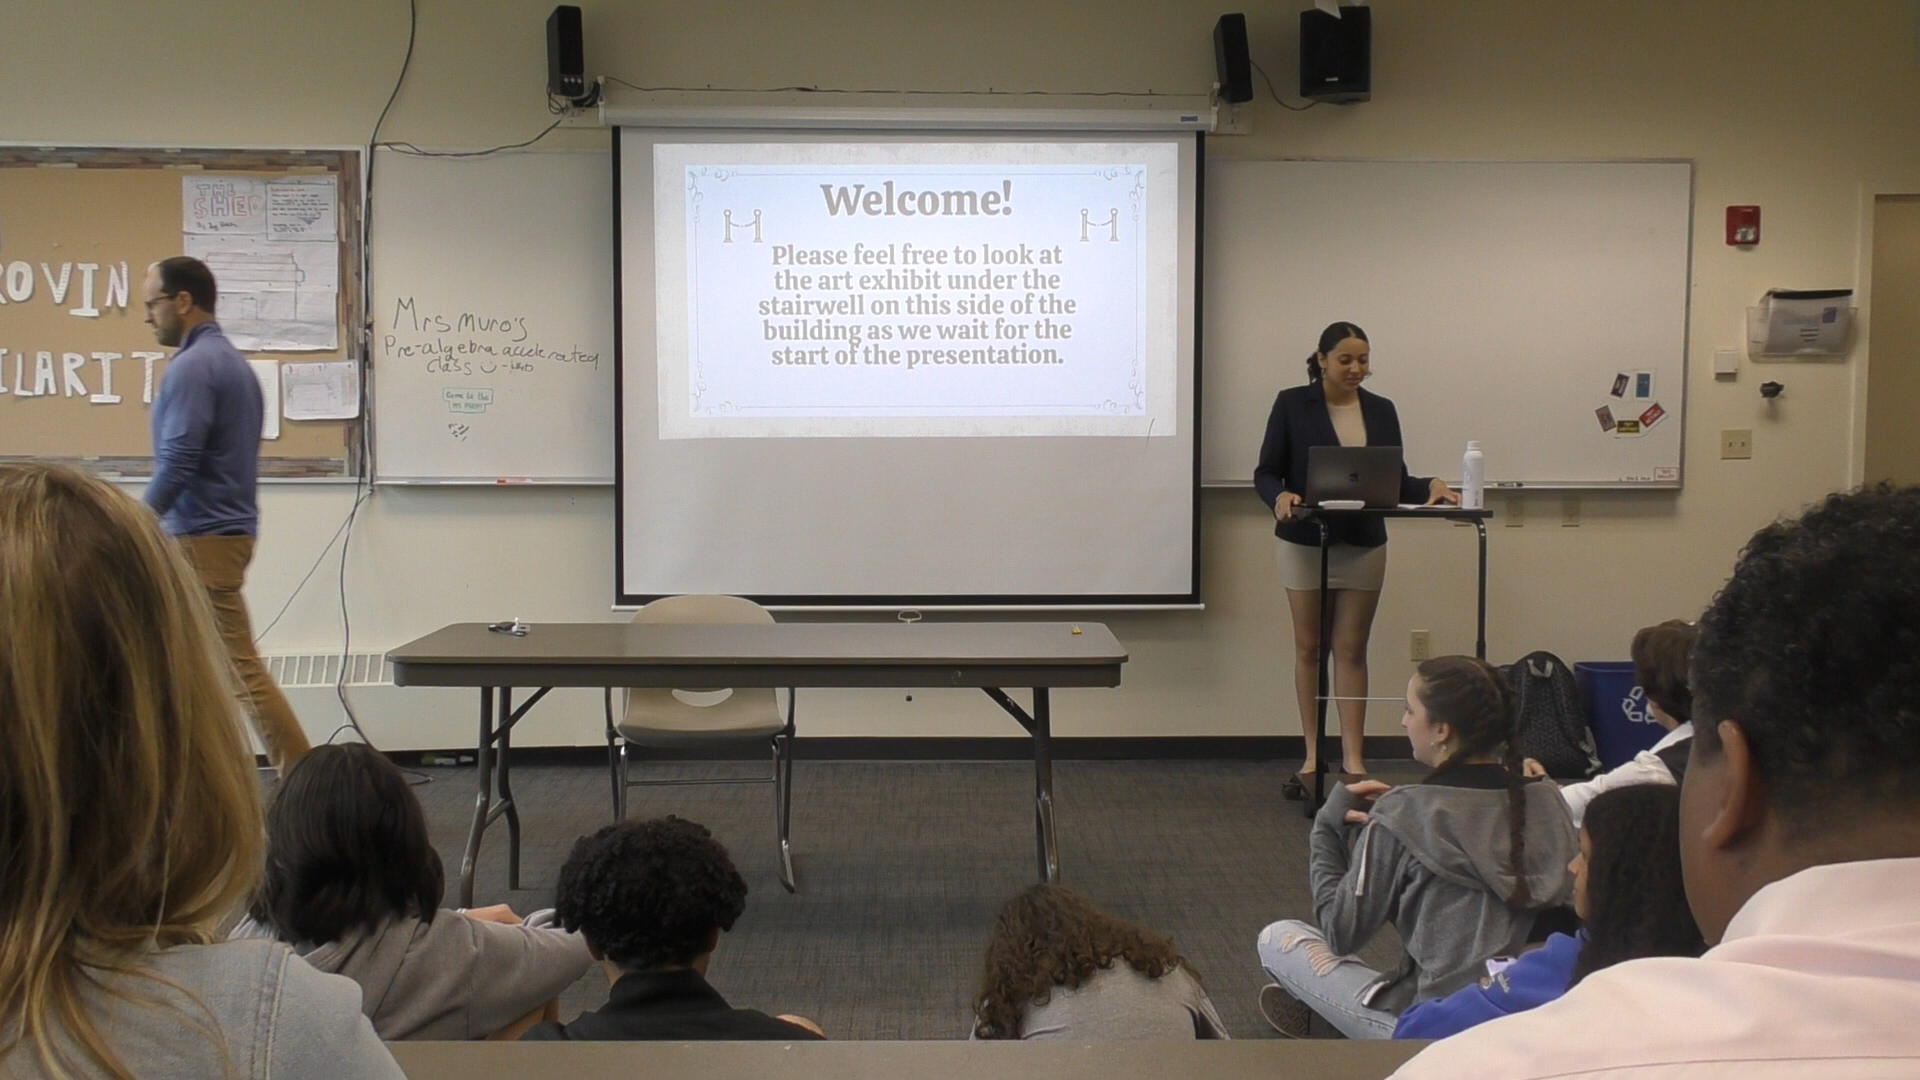 THE
SHED
ROVIN
ILARIT
Mrs Muro's
Pre-algebra accelerated
class
Welcome!
Please feel free to look at
the art exhibit under the
stairwell on this side of the
building as we wait for the
start of the presentation.